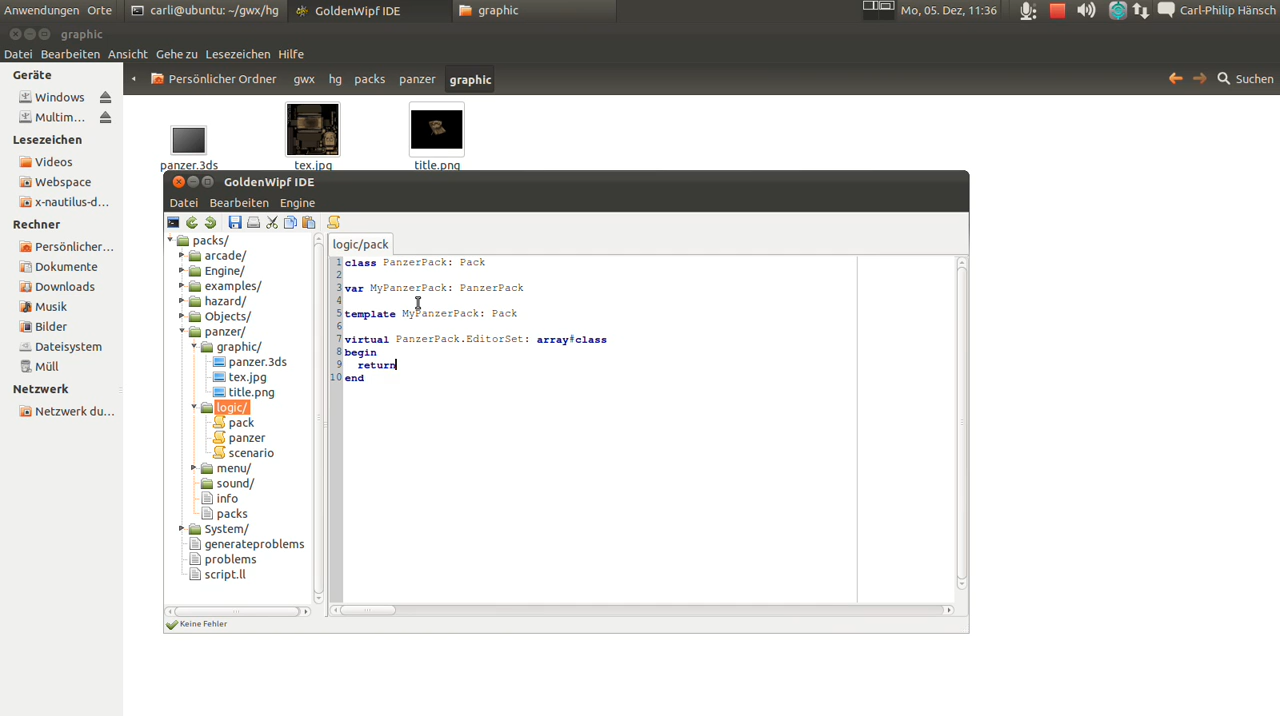 Anwendungen Orte carli@ubuntu: ~/gwx/hg GoldenWipf IDE graphic Mo, 05. Dez, 11:36 Carl-Philip Hänsch
graphic
Datei Bearbeiten Ansicht Gehe zu Lesezeichen Hilfe
Geräte
Windows
Multim...
Lesezeichen
Videos
Webspace
x-nautilus-d...
Rechner
Persönlicher...
Dokumente
Downloads
Musik
Bilder
Dateisystem
Müll
Netzwerk
Netzwerk du...
Persönlicher Ordner gwx hg packs panzer graphic Suchen
panzer.3ds tex.jpg title.png
GoldenWipf IDE
Datei Bearbeiten Engine
packs/
arcade/
Engine/
examples/
hazard/
Objects/
panzer/
graphic/
panzer.3ds
tex.jpg
title.png
logic/
pack
panzer
scenario
menu/
sound/
info
packs
System/
generateproblems
problems
script.ll
logic/pack
1 class PanzerPack: Pack
2
3 var MyPanzerPack: PanzerPack
4
5 template MyPanzerPack: Pack
6
7 virtual PanzerPack.EditorSet: array#class
8 begin
9 return
10 end
Keine Fehler